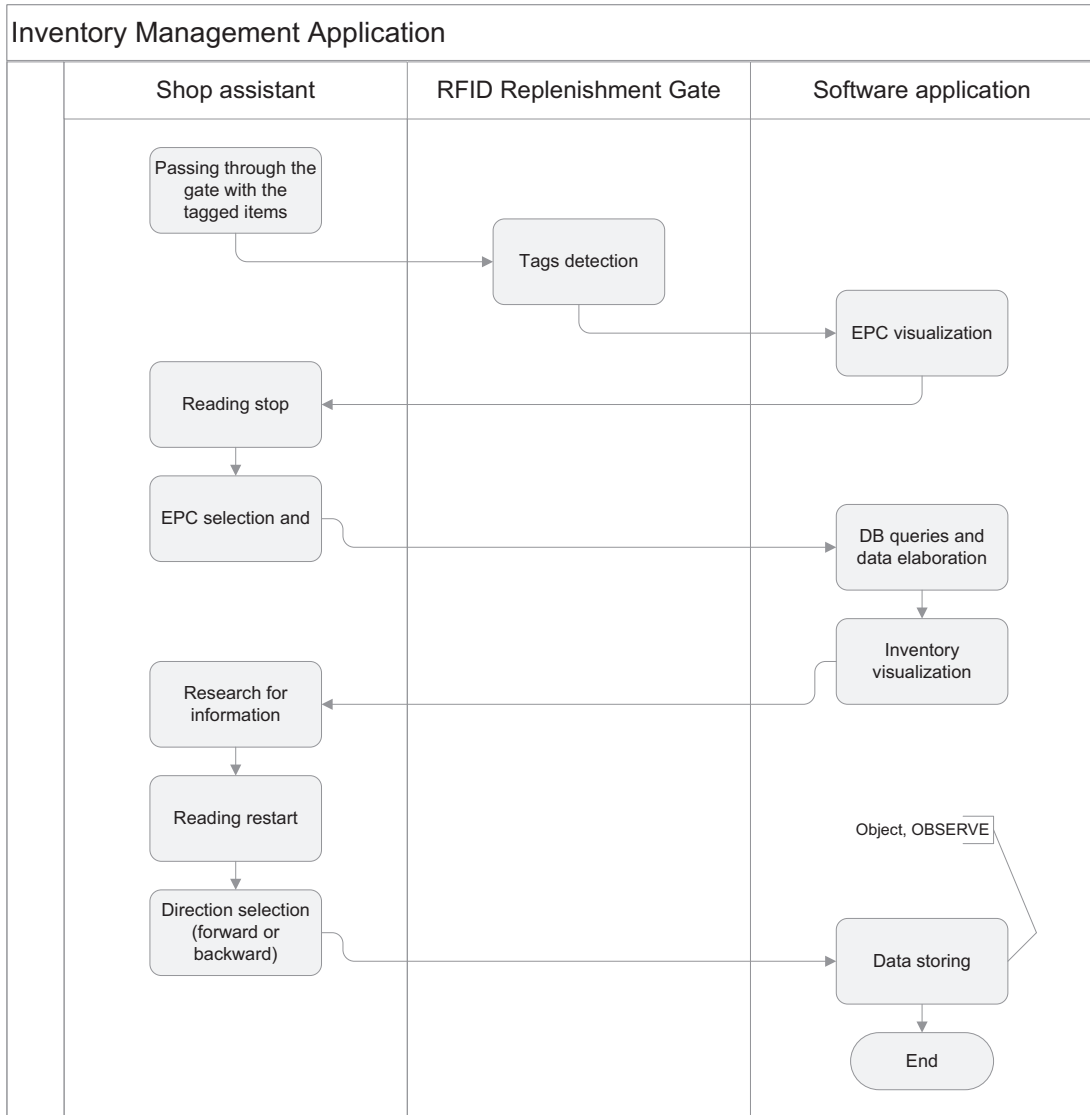 Inventory Management Application
Shop assistant
RFID Replenishment Gate
Software application
Passing through the
gate with the
tagged items
Tags detection
EPC visualization
Reading stop
EPC selection and
DB queries and
data elaboration
Inventory
visualization
Research for
information
Reading restart
Object, OBSERVE
Direction selection
(forward or
backward)
Data storing
End